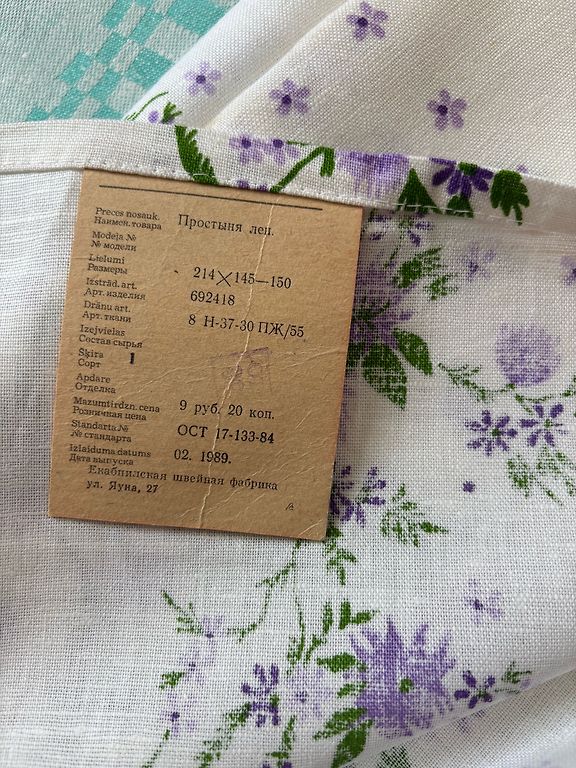 Preces nosauk.
Наимен. товара Простыня лен.
Modeļa №
№ модели
Lielumi
Размеры 214X145—150
Izstrād. art.
Арт. изделия 692418
Drānu art.
Арт. ткани 8 Н-37-30 ПЖ/55
Izejvielas
Состав сырья
Šķira 1
Сорт
Apdare
Отделка
Mazumtirdzn. cena
Розничная цена 9 руб. 20 коп.
Standarta №
№ стандарта ОСТ 17-133-84
Izlaiduma datums
Дата выпуска 02. 1989.
Екабпилская швейная фабрика
ул. Яуна, 27